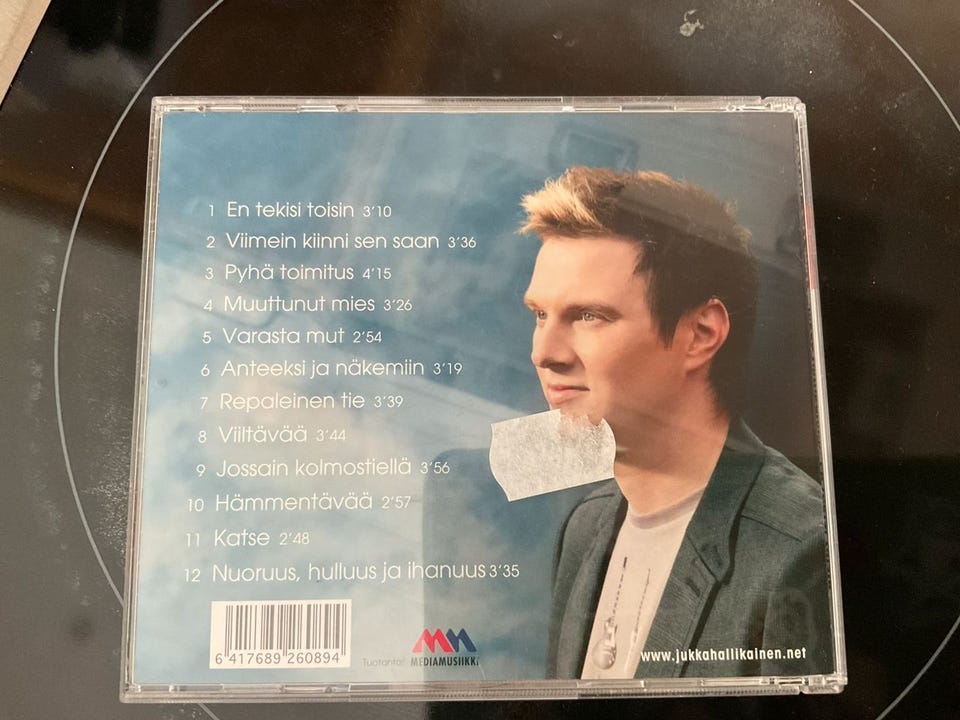 1 En tekisi toisin 3'10
2 Viimein kiinni sen saan 3'36
3 Pyhä toimitus 4'15
4 Muuttunut mies 3'26
5 Varasta mut 2'54
6 Anteeksi ja näkemiin 3'19
7 Repaleinen tie 3'39
8 Viiltävää 3'44
9 Jossain kolmostiellä 3'56
10 Hämmentävää 2'57
11 Katse 2'48
12 Nuoruus, hulluus ja ihanuus 3'35
6 417689 260894
Tuotanto: MEDIAMUSIIKKI
www.jukkahallikainen.net